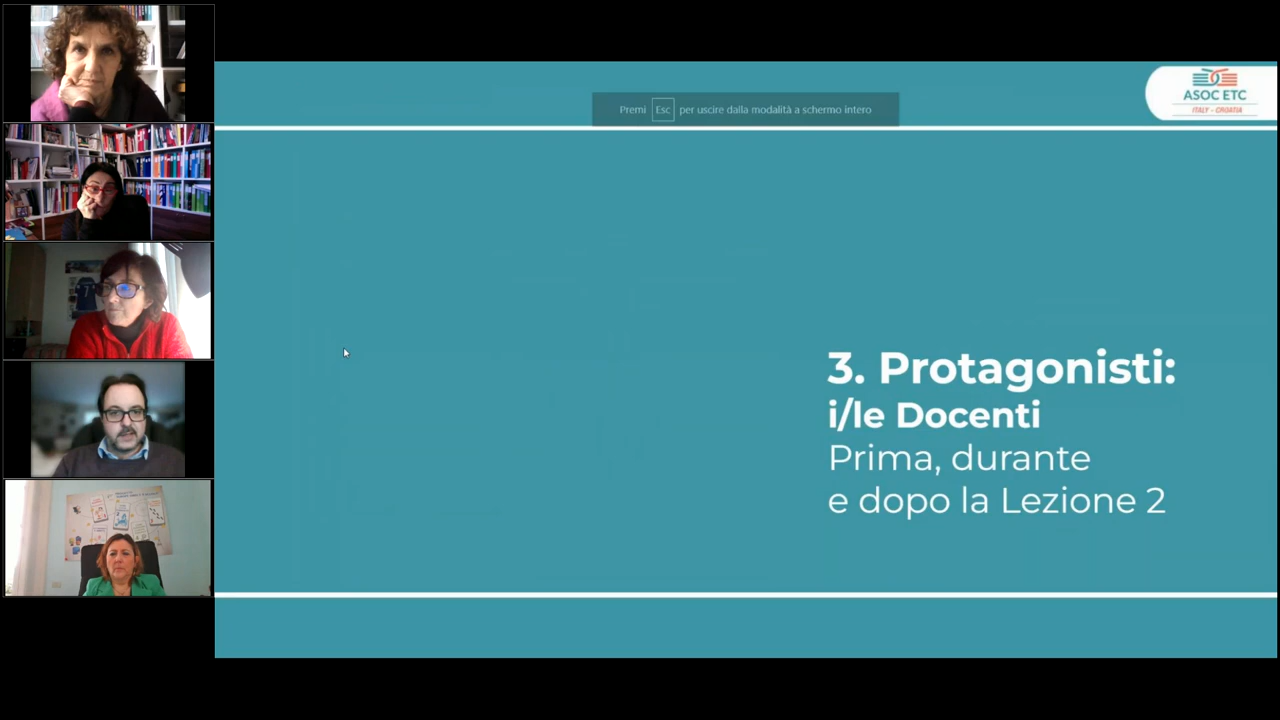 Premi Esc per uscire dalla modalità a schermo intero
ASOC ETC
ITALY - CROATIA
3. Protagonisti:
i/le Docenti
Prima, durante
e dopo la Lezione 2